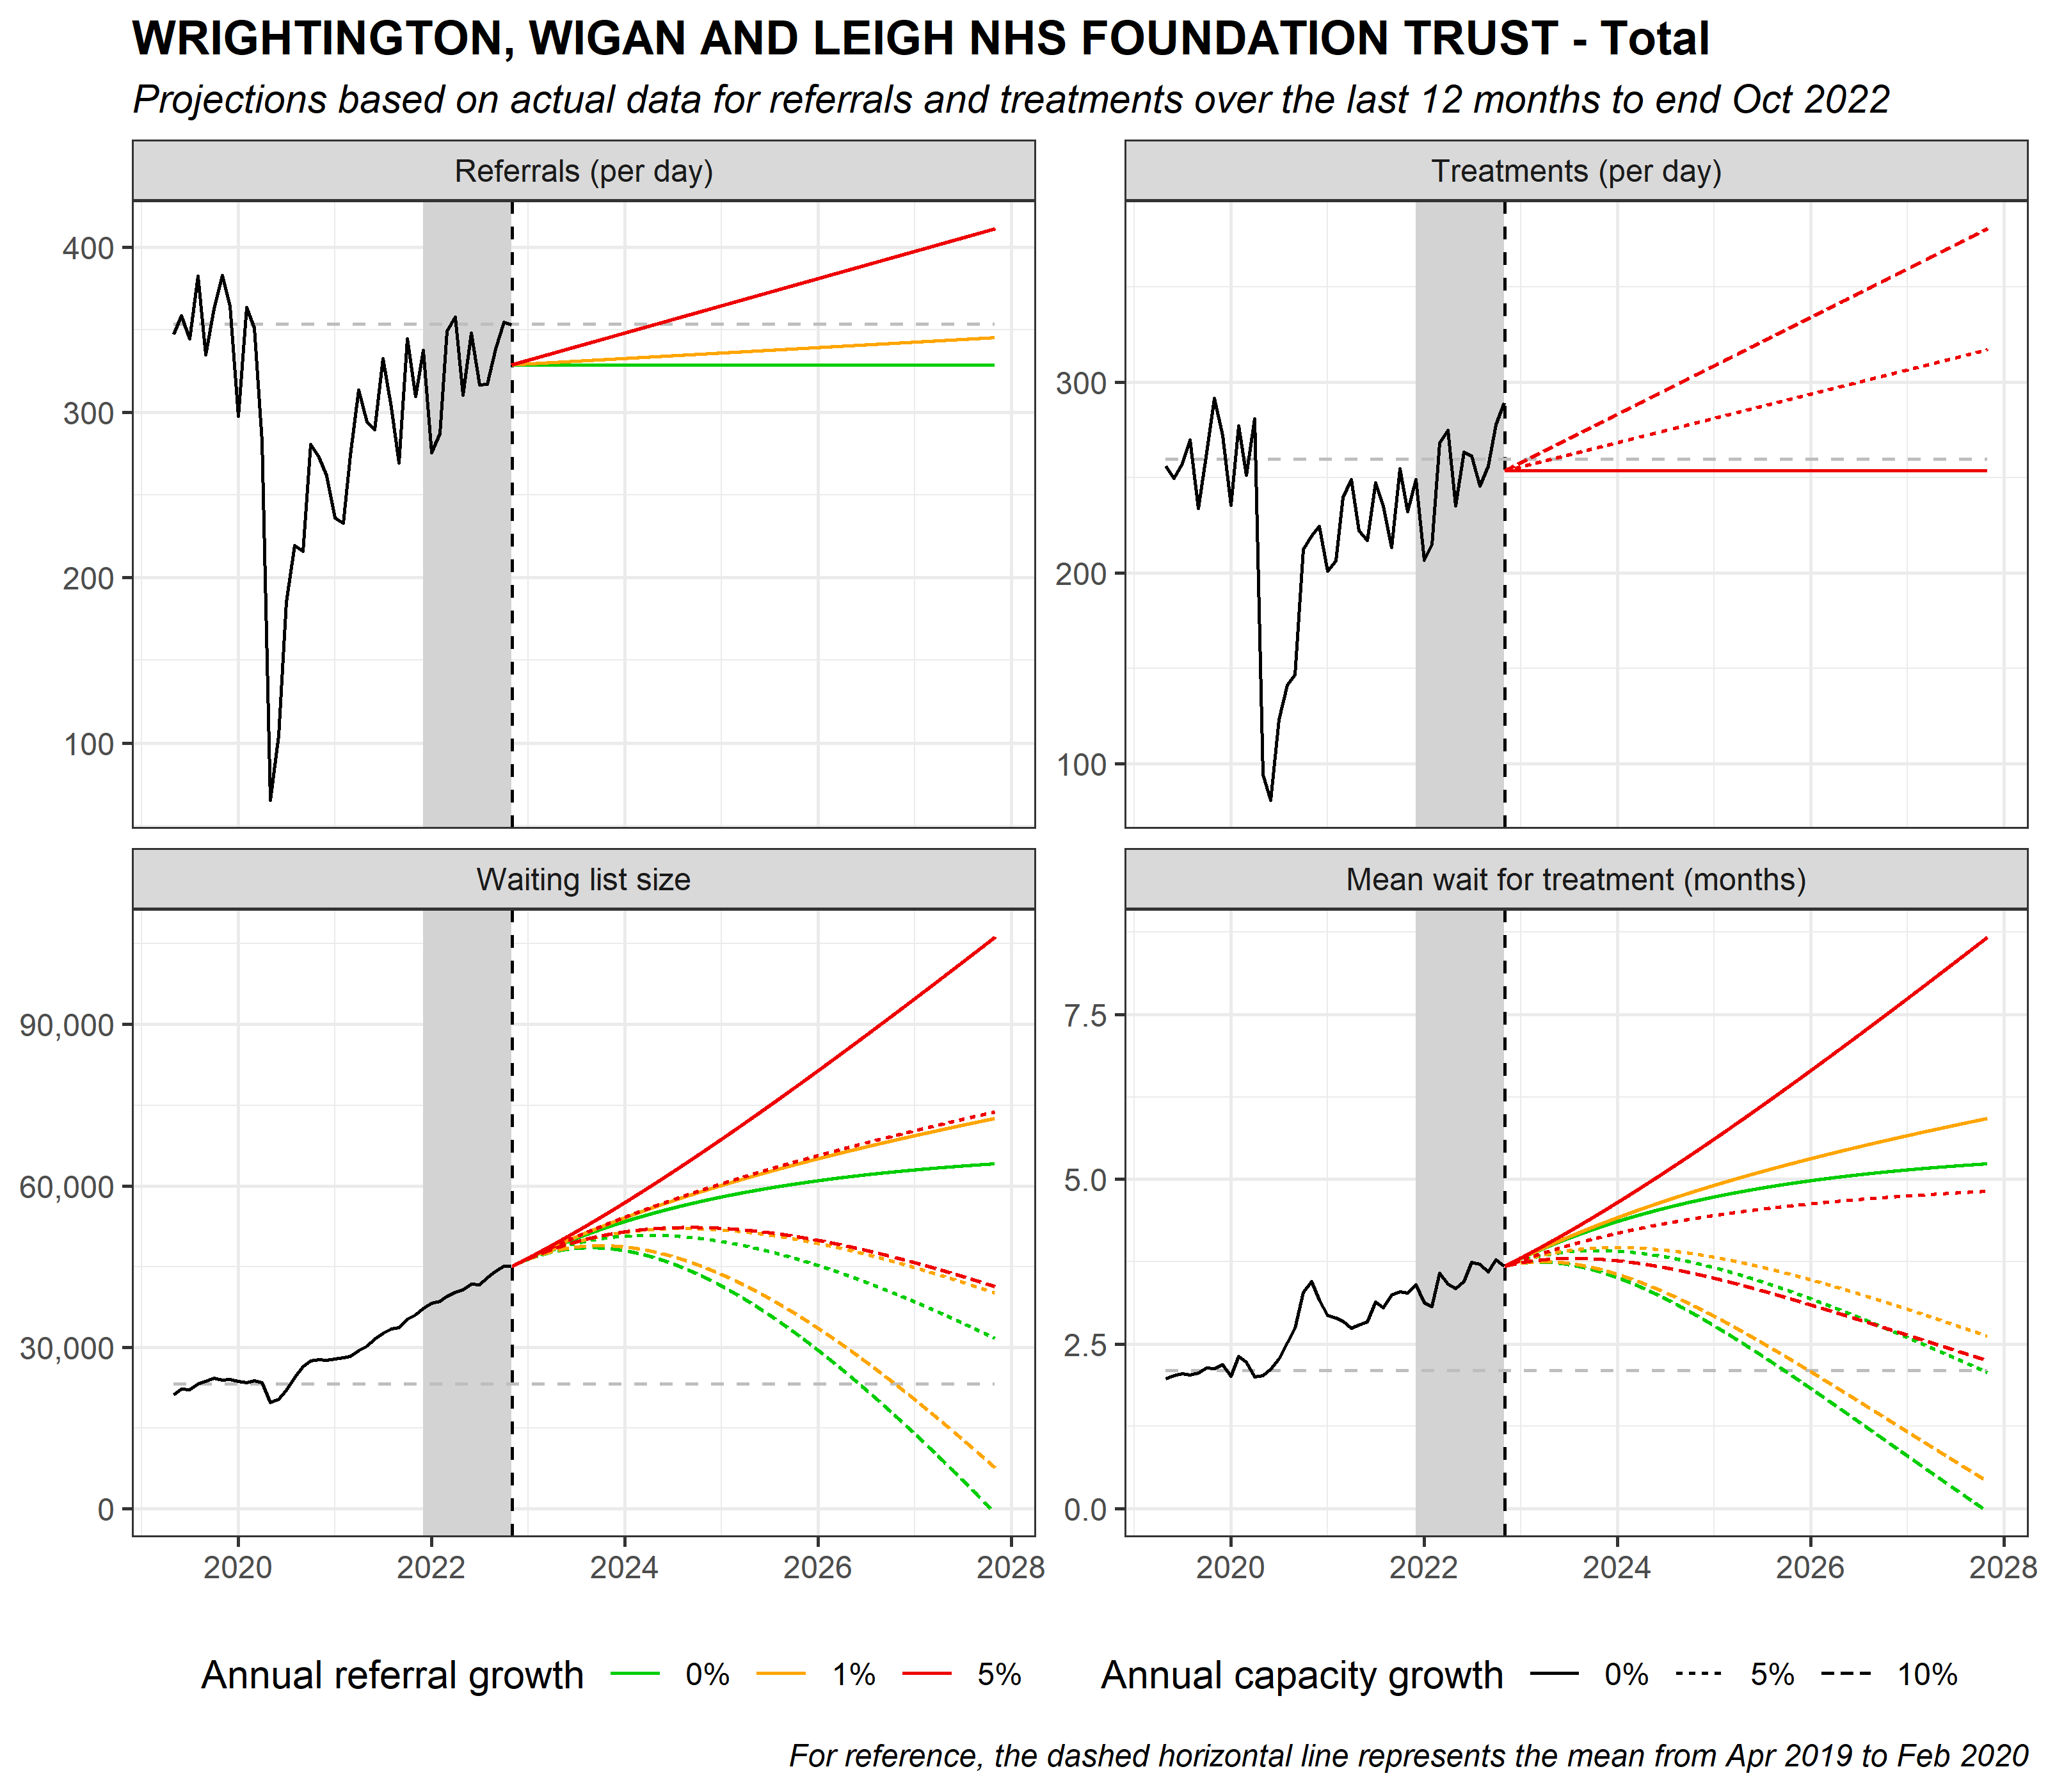 WRIGHTINGTON, WIGAN AND LEIGH NHS FOUNDATION TRUST - Total
Projections based on actual data for referrals and treatments over the last 12 months to end Oct 2022
Referrals (per day)
400
300
200
100
Treatments (per day)
300
200
100
Waiting list size
90,000
60,000
30,000
0
2020 2022 2024 2026 2028
Mean wait for treatment (months)
7.5
5.0
2.5
0.0
2020 2022 2024 2026 2028
Annual referral growth 0% 1% 5%
Annual capacity growth 0% 5% 10%
For reference, the dashed horizontal line represents the mean from Apr 2019 to Feb 2020